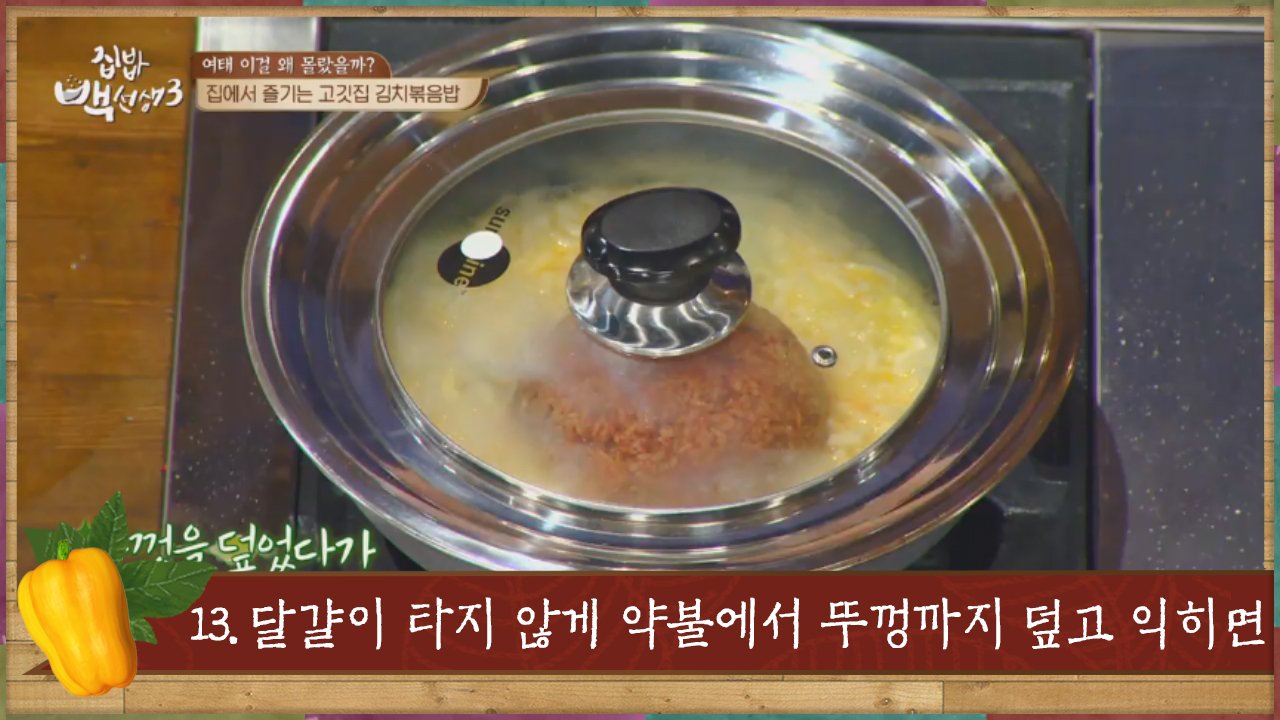 집밥
백선생3
여태 이걸 왜 몰랐을까?
집에서 즐기는 고깃집 김치볶음밥
덮었다가
13. 달걀이 타지 않게 약불에서 뚜껑까지 덮고 익히면